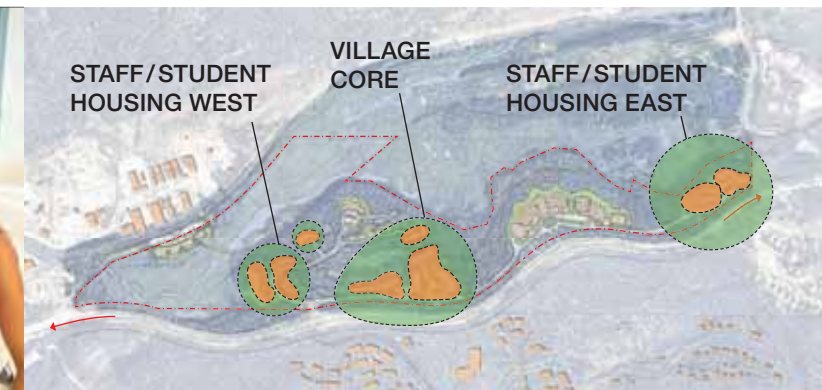 STAFF/STUDENT
HOUSING WEST
VILLAGE
CORE
STAFF/STUDENT
HOUSING EAST